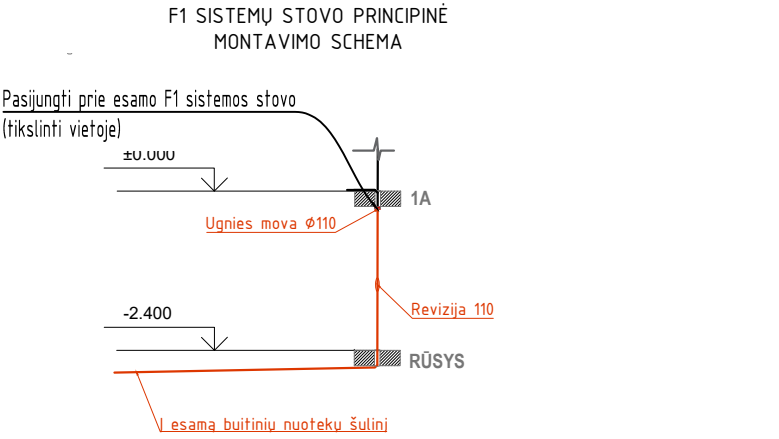 F1 SISTEMŲ STOVO PRINCIPINĖ
MONTAVIMO SCHEMA
Pasijungti prie esamo F1 sistemos stovo
(tikslinti vietoje)
±0.000
1A
Ugnies mova Ø110
Revizija 110
-2.400
RŪSYS
Į esamą buitinių nuotekų šulinį